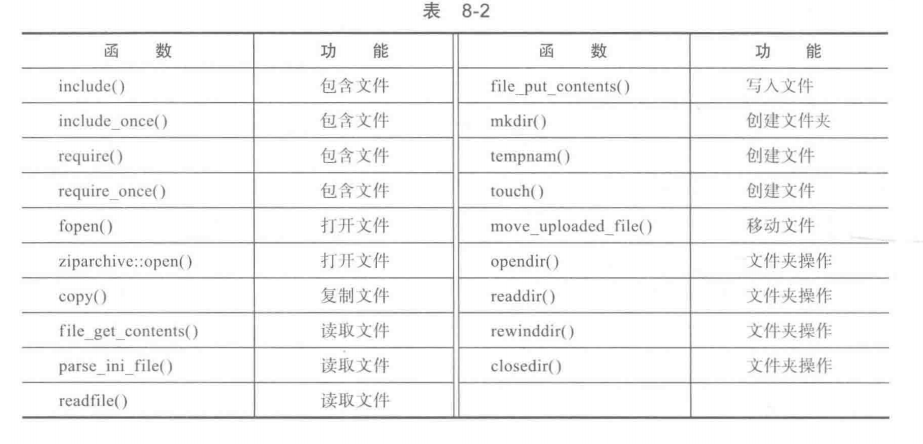 表 8-2
函 数 功 能 函 数 功 能
include() 包含文件 file_put_contents() 写入文件
include_once() 包含文件 mkdir() 创建文件夹
require() 包含文件 tempnam() 创建文件
require_once() 包含文件 touch() 创建文件
fopen() 打开文件 move_uploaded_file() 移动文件
ziparchive::open() 打开文件 opendir() 文件夹操作
copy() 复制文件 readdir() 文件夹操作
file_get_contents() 读取文件 rewinddir() 文件夹操作
parse_ini_file() 读取文件 closedir() 文件夹操作
readfile() 读取文件